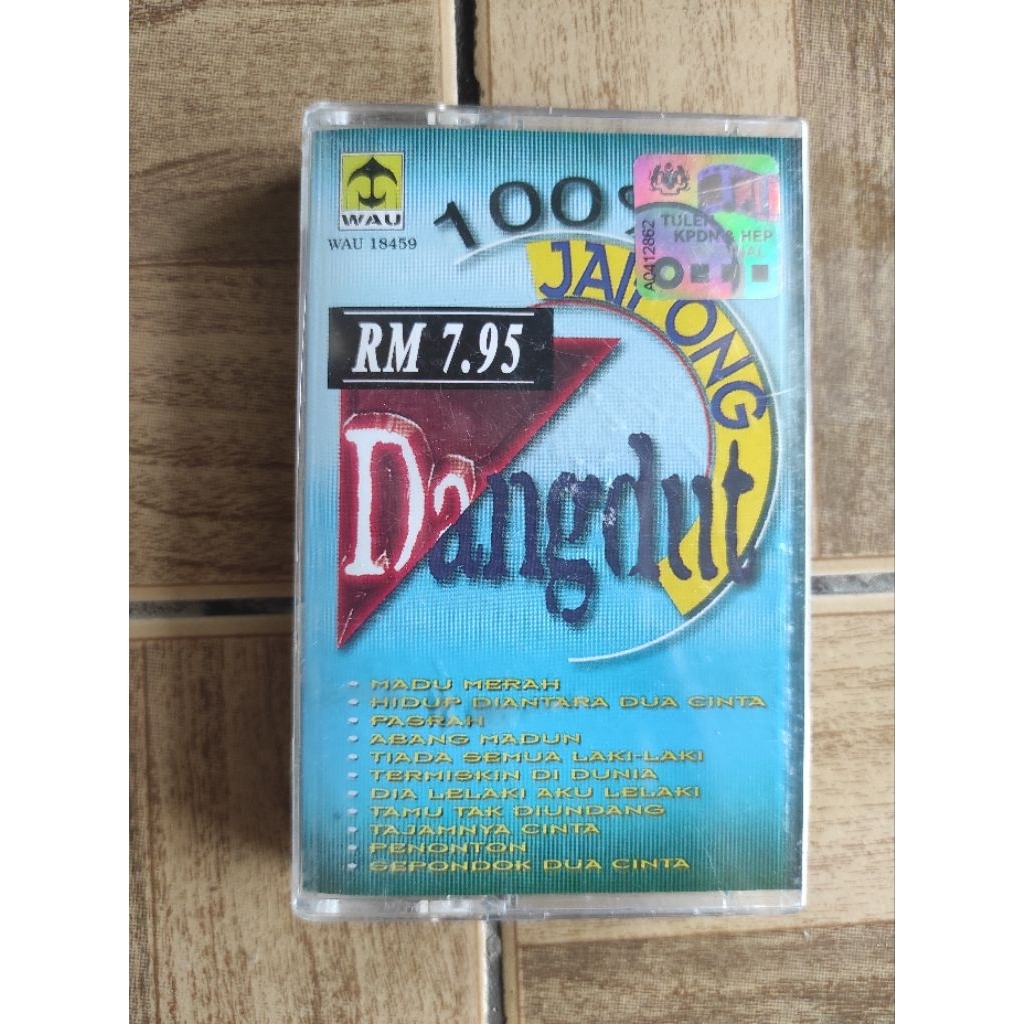 WAU
WAU 18459
100%
JAIPONG
TULEN
KPDN & HEP
A0412862
RM 7.95
Dangdut
• MADU MERAH
• HIDUP DIANTARA DUA CINTA
• PASRAH
• ABANG MADUN
• TIADA SEMUA LAKI-LAKI
• TERMISKIN DI DUNIA
• DIA LELAKI AKU LELAKI
• TAMU TAK DIUNDANG
• TAJAMNYA CINTA
• PENONTON
• SEPONDOK DUA CINTA